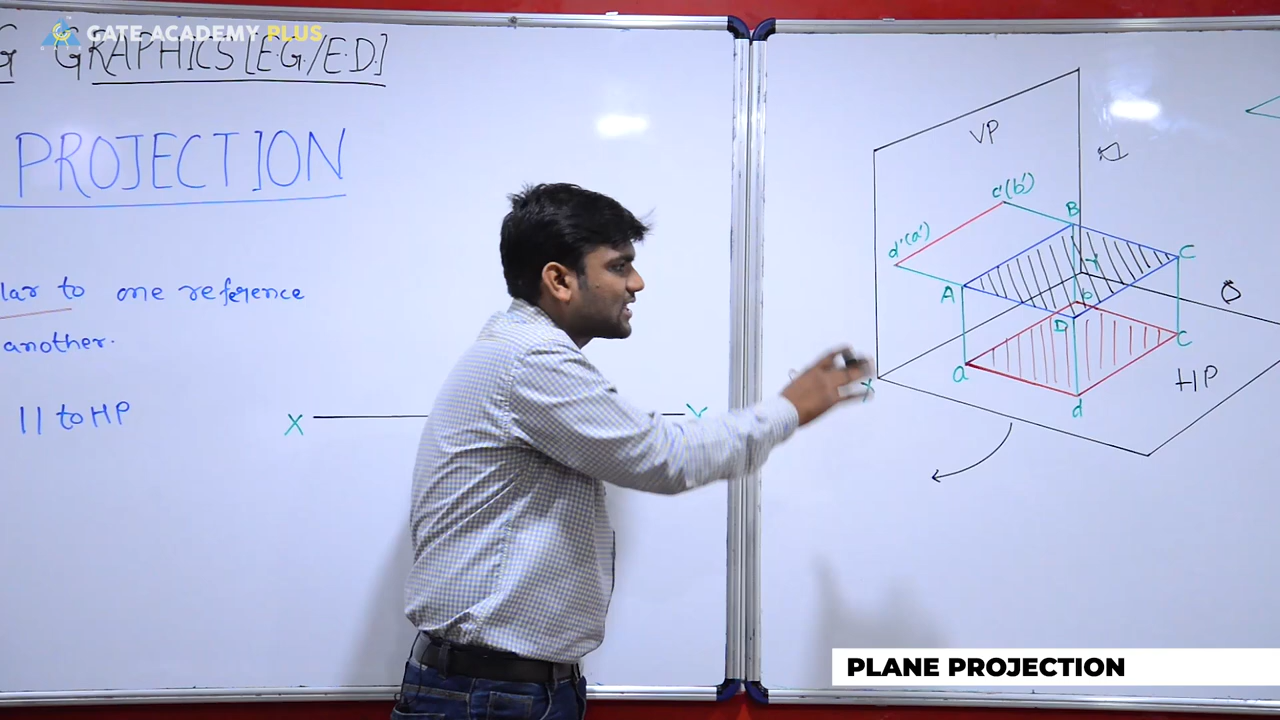 GATE ACADEMY PLUS
G GRAPHICS [E.G./E.D.]
PROJECTION
lar to one reference
another.
|| to HP
X
Y
VP
c'(b')
d'(a')
B
C
A
Y
b
D
a
C
d
X
HP
PLANE PROJECTION